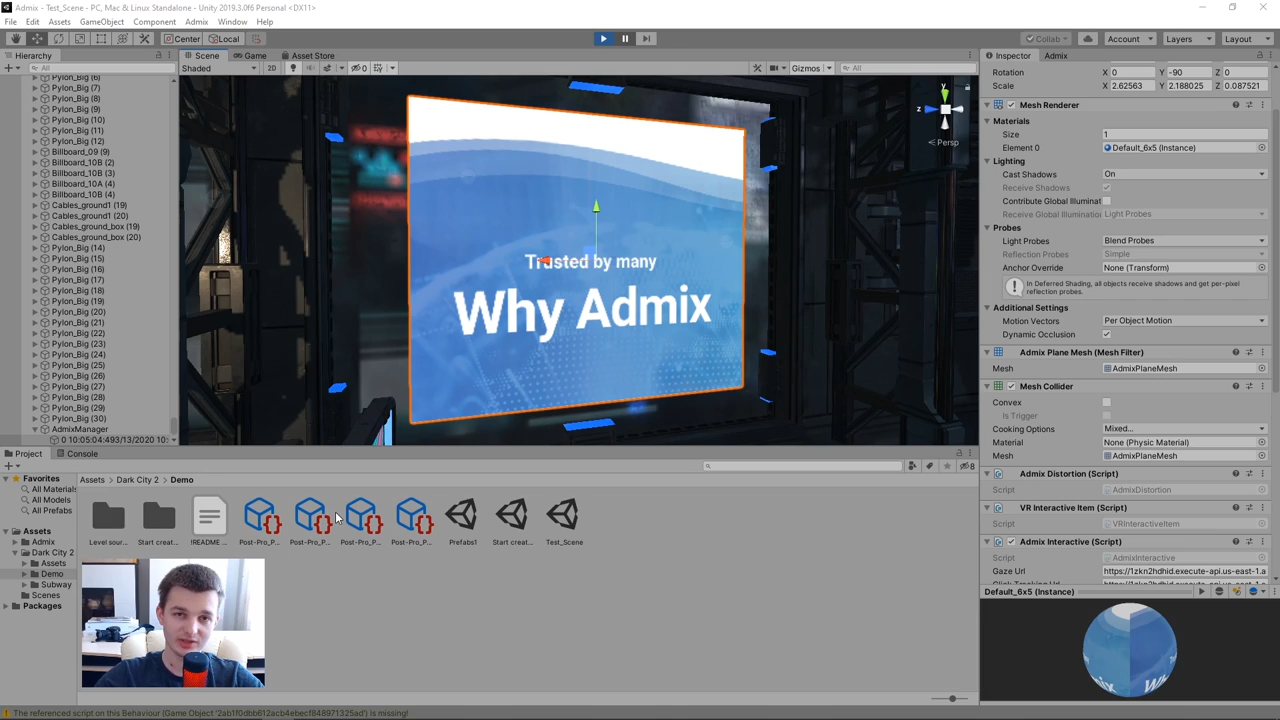 Admix - Test_Scene - PC, Mac & Linux Standalone - Unity 2019.3.0f6 Personal <DX11>
File Edit Assets GameObject Component Admix Window Help
Center Local Collab Account Layers Layout
Hierarchy
All
Pylon_Big (6)
Pylon_Big (7)
Pylon_Big (8)
Pylon_Big (9)
Pylon_Big (10)
Pylon_Big (11)
Pylon_Big (12)
Billboard_09 (9)
Billboard_10B (2)
Billboard_10B (3)
Billboard_10A (4)
Billboard_10B (4)
Cables_ground1 (19)
Cables_ground1 (20)
Cables_ground_box (19)
Cables_ground_box (20)
Pylon_Big (14)
Pylon_Big (15)
Pylon_Big (16)
Pylon_Big (17)
Pylon_Big (18)
Pylon_Big (19)
Pylon_Big (20)
Pylon_Big (21)
Pylon_Big (22)
Pylon_Big (23)
Pylon_Big (24)
Pylon_Big (25)
Pylon_Big (26)
Pylon_Big (27)
Pylon_Big (28)
Pylon_Big (29)
Pylon_Big (30)
AdmixManager
0 10:05:04:493/13/2020 10:
Scene Game Asset Store
Shaded 2D 0 Gizmos All
y
z
Persp
Trusted by many
Why Admix
Inspector Admix
Rotation X 0 Y -90 Z 0
Scale X 2.62563 Y 2.188025 Z 0.087521
Mesh Renderer
Materials
Size 1
Element 0 Default_6x5 (Instance)
Lighting
Cast Shadows On
Receive Shadows
Contribute Global Illuminat
Receive Global Illumination Light Probes
Probes
Light Probes Blend Probes
Reflection Probes Simple
Anchor Override None (Transform)
In Deferred Shading, all objects receive shadows and get per-pixel
reflection probes.
Additional Settings
Motion Vectors Per Object Motion
Dynamic Occlusion
Admix Plane Mesh (Mesh Filter)
Mesh AdmixPlaneMesh
Mesh Collider
Convex
Is Trigger
Cooking Options Mixed...
Material None (Physic Material)
Mesh AdmixPlaneMesh
Admix Distortion (Script)
Script AdmixDistortion
VR Interactive Item (Script)
Script VRInteractiveItem
Admix Interactive (Script)
Script AdmixInteractive
Gaze Url https://1zkn2hdhid.execute-api.us-east-1.a
Default_6x5 (Instance)
Project Console
8
Favorites
All Materials
All Models
All Prefabs
Assets
Admix
Dark City 2
Assets
Demo
Subway
Scenes
Packages
Assets Dark City 2 Demo
Level sour... Start creat... !README ... Post-Pro_P... Post-Pro_P... Post-Pro_P... Post-Pro_P... Prefabs1 Start creat... Test_Scene
The referenced script on this Behaviour (Game Object '2ab1f0dbb612acb4ebecf848971325ad') is missing!